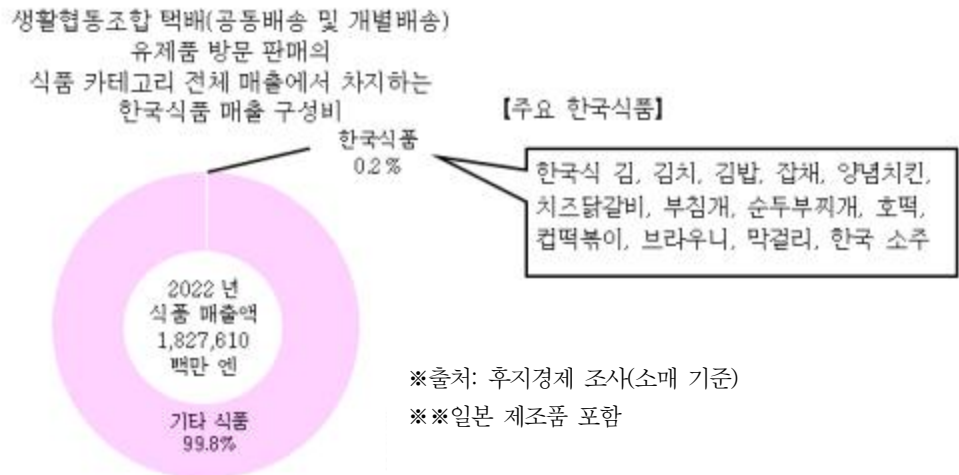 생활협동조합 택배(공동배송 및 개별배송)
유제품 방문 판매의
식품 카테고리 전체 매출에서 차지하는
한국식품 매출 구성비
한국식품
0.2%
【주요 한국식품】
한국식 김, 김치, 김밥, 잡채, 양념치킨,
치즈닭갈비, 부침개, 순두부찌개, 호떡,
컵떡볶이, 브라우니, 막걸리, 한국 소주
2022 년
식품 매출액
1,827,610
백만 엔
기타 식품
99.8%
※출처: 후지경제 조사(소매 기준)
※※일본 제조품 포함